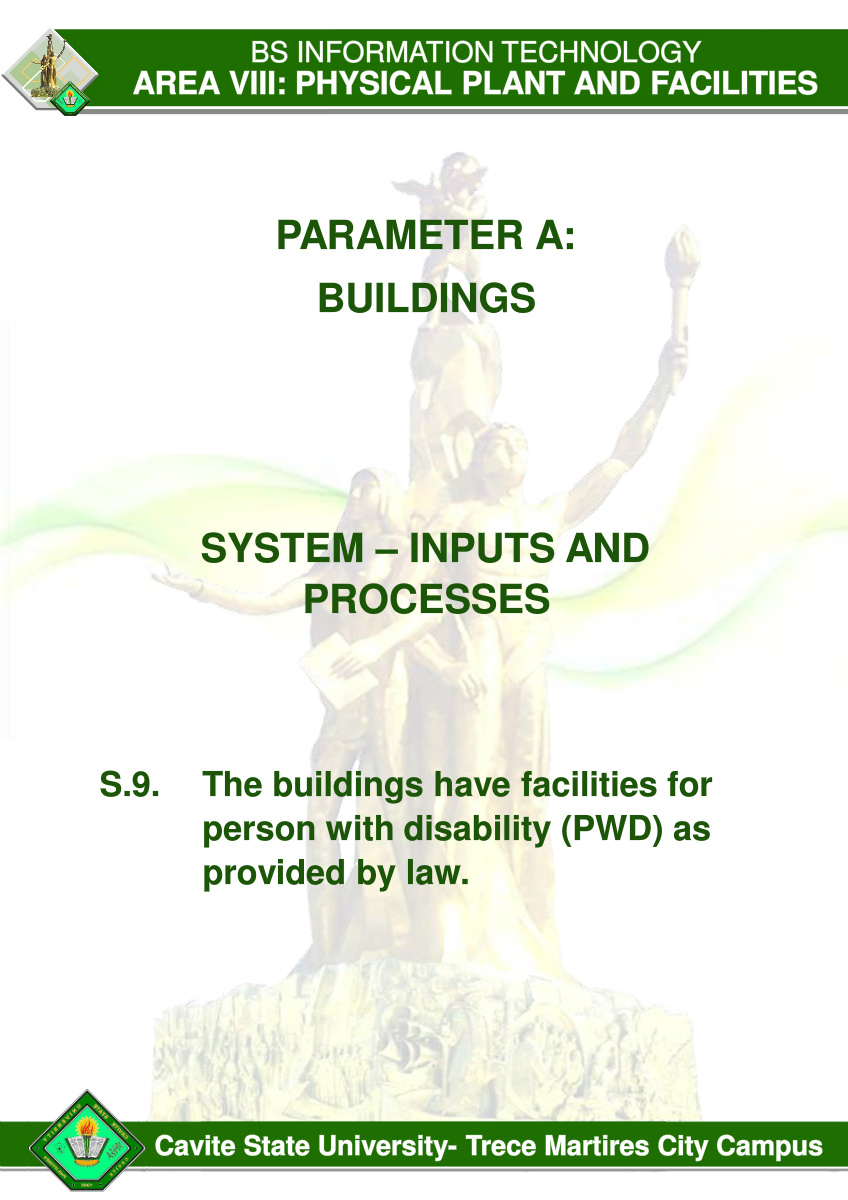 BS INFORMATION TECHNOLOGY
AREA VIII: PHYSICAL PLANT AND FACILITIES
PARAMETER A:
BUILDINGS
SYSTEM – INPUTS AND
PROCESSES
S.9. The buildings have facilities for
person with disability (PWD) as
provided by law.
Cavite State University- Trece Martires City Campus